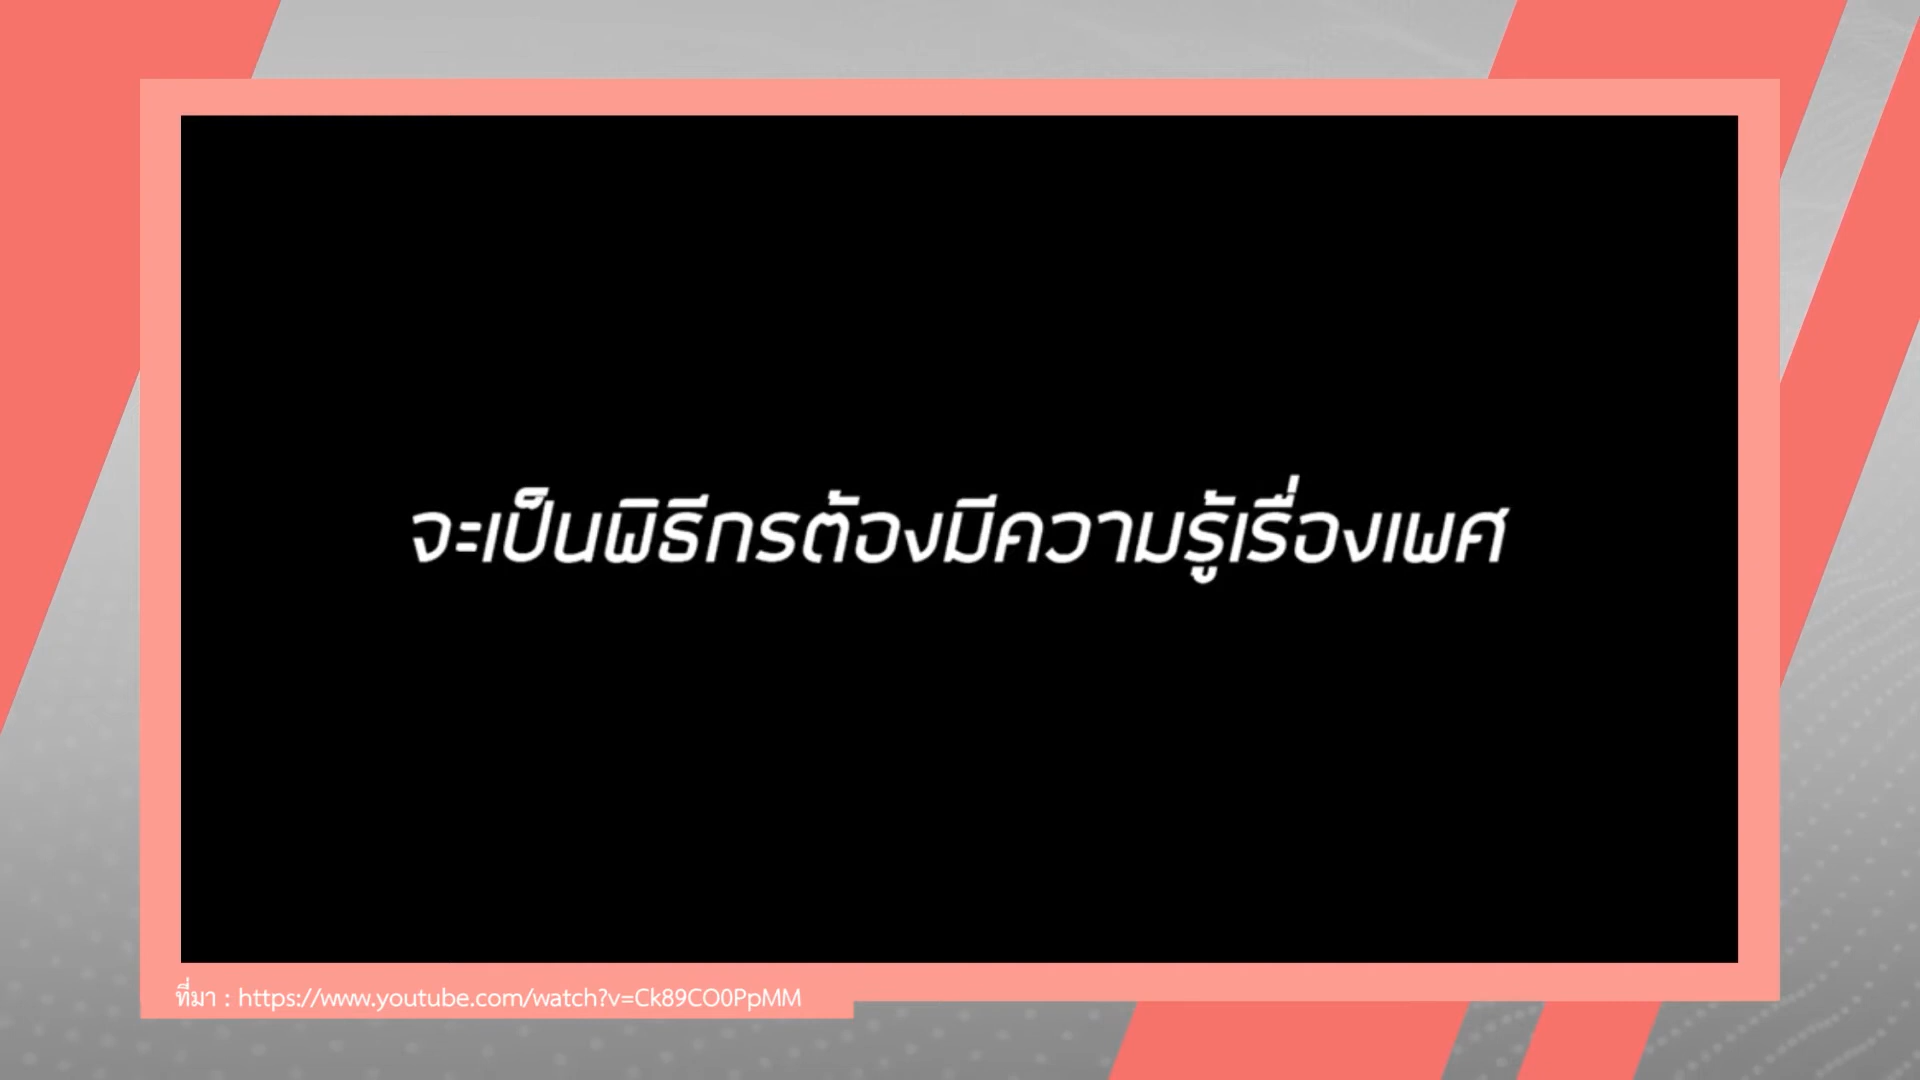 จะเป็นพิธีกรต้องมีความรู้เรื่องเพศ
ที่มา : https://www.youtube.com/watch?v=Ck89CO0PpMM